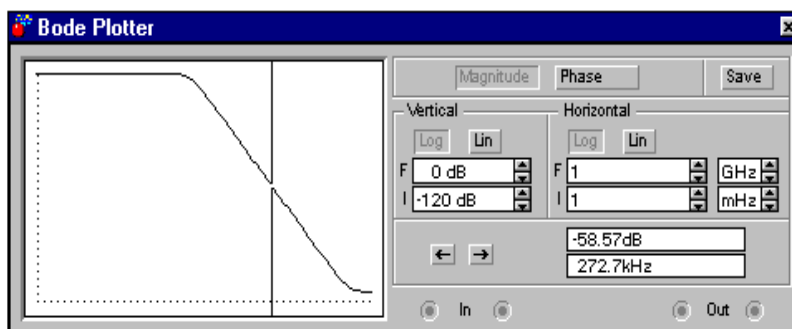 Bode Plotter
Magnitude Phase Save
Vertical Horizontal
Log Lin Log Lin
F 0 dB F 1 GHz
I -120 dB I 1 mHz
← → -58.57dB
272.7kHz
In Out